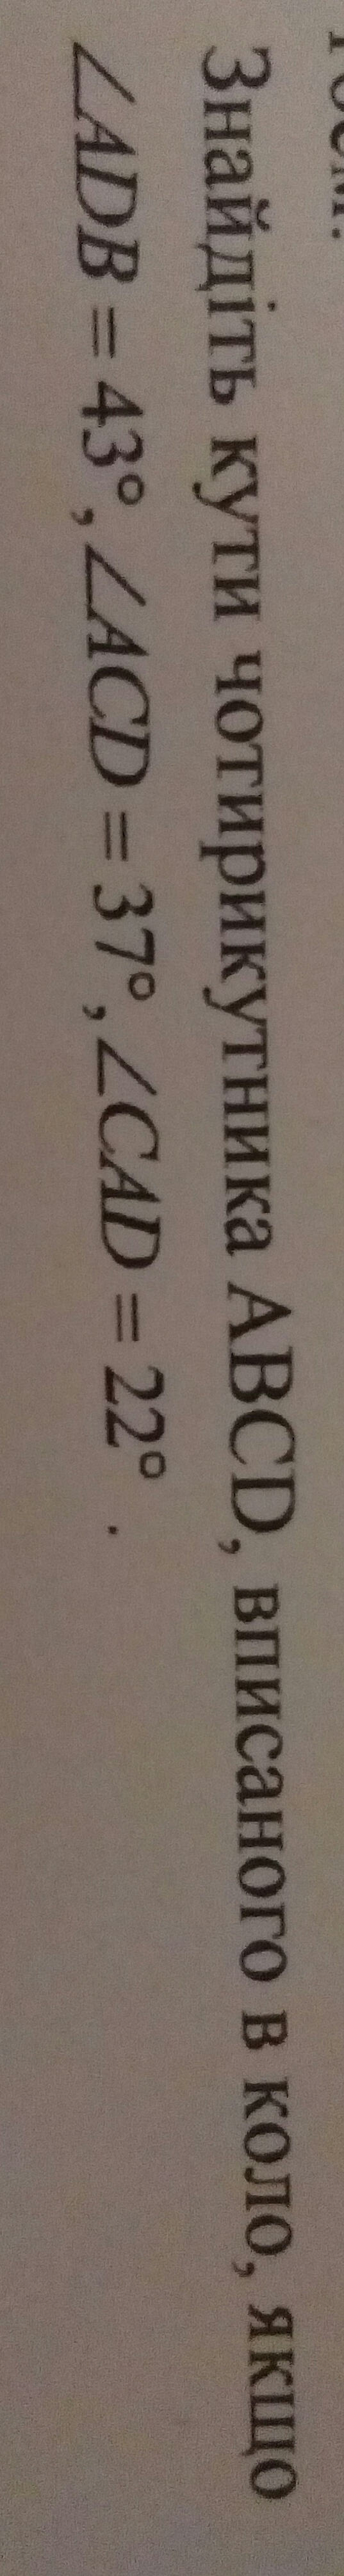 Знайдіть кути чотирикутника ABCD, вписаного в коло, якщо
∠ADB = 43°, ∠ACD = 37°, ∠CAD = 22° .